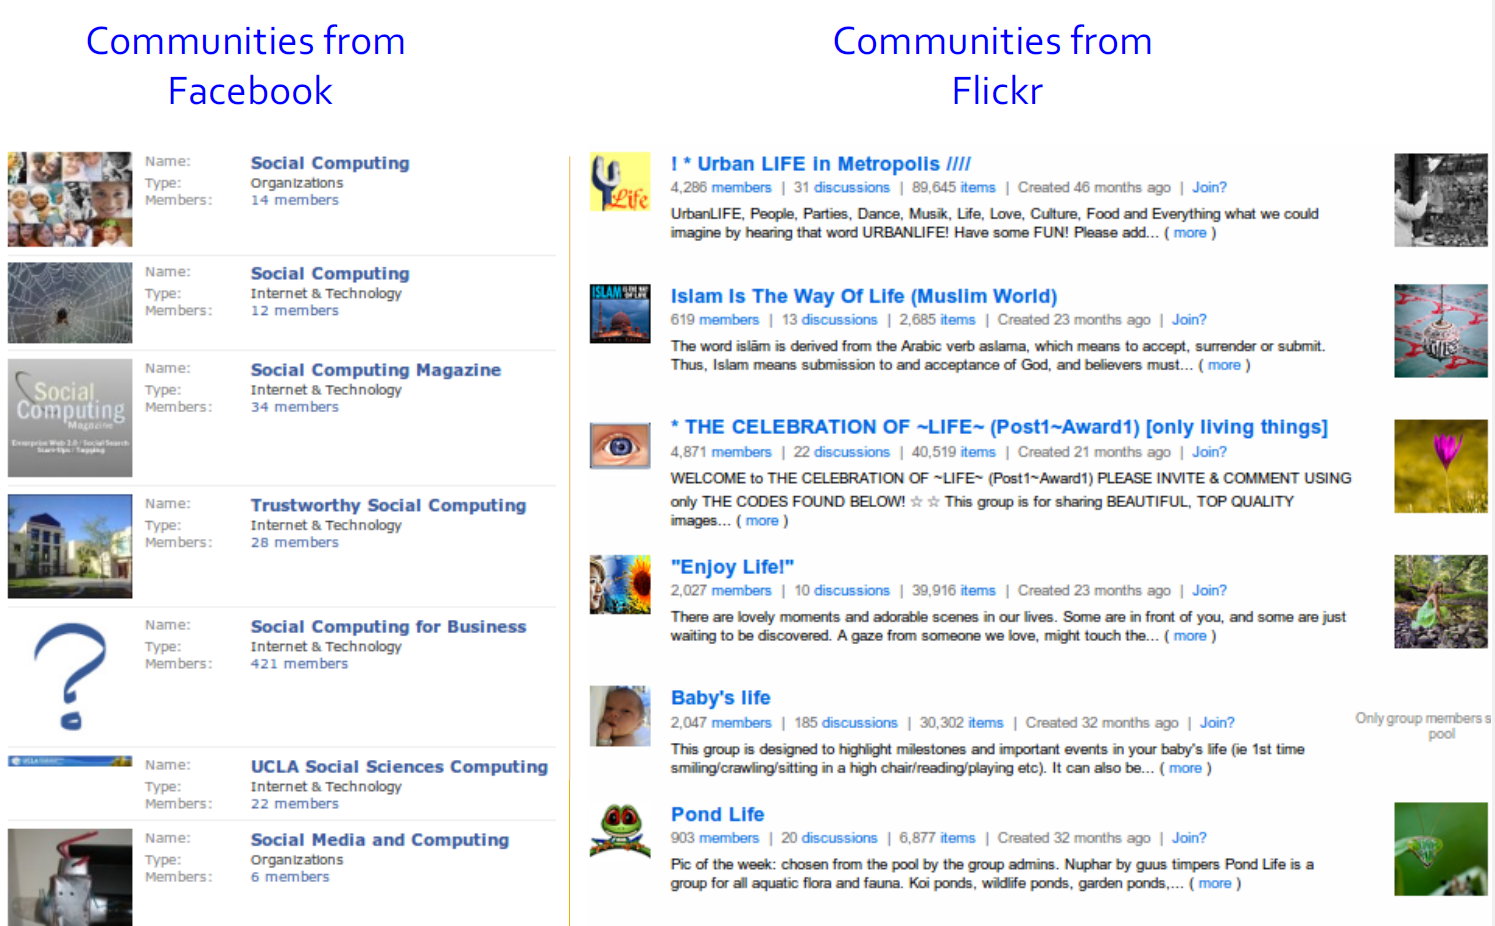 Communities from
Facebook
Communities from
Flickr
Name: Social Computing
Type: Organizations
Members: 14 members
Name: Social Computing
Type: Internet & Technology
Members: 12 members
Social
Computing
Magazine
Enterprise Web 2.0 / Social Search
Start-Ups / Tagging
Name: Social Computing Magazine
Type: Internet & Technology
Members: 34 members
Name: Trustworthy Social Computing
Type: Internet & Technology
Members: 28 members
?
Name: Social Computing for Business
Type: Internet & Technology
Members: 421 members
UCLA
Name: UCLA Social Sciences Computing
Type: Internet & Technology
Members: 22 members
Name: Social Media and Computing
Type: Organizations
Members: 6 members
Life
! * Urban LIFE in Metropolis ////
4,286 members | 31 discussions | 89,645 items | Created 46 months ago | Join?
UrbanLIFE, People, Parties, Dance, Musik, Life, Love, Culture, Food and Everything what we could
imagine by hearing that word URBANLIFE! Have some FUN! Please add... ( more )
ISLAM IS THE WAY OF LIFE
Islam Is The Way Of Life (Muslim World)
619 members | 13 discussions | 2,685 items | Created 23 months ago | Join?
The word islām is derived from the Arabic verb aslama, which means to accept, surrender or submit.
Thus, Islam means submission to and acceptance of God, and believers must... ( more )
* THE CELEBRATION OF ~LIFE~ (Post1~Award1) [only living things]
4,871 members | 22 discussions | 40,519 items | Created 21 months ago | Join?
WELCOME to THE CELEBRATION OF ~LIFE~ (Post1~Award1) PLEASE INVITE & COMMENT USING
only THE CODES FOUND BELOW! ☆ ☆ This group is for sharing BEAUTIFUL, TOP QUALITY
images... ( more )
"Enjoy Life!"
2,027 members | 10 discussions | 39,916 items | Created 23 months ago | Join?
There are lovely moments and adorable scenes in our lives. Some are in front of you, and some are just
waiting to be discovered. A gaze from someone we love, might touch the... ( more )
Baby's life
2,047 members | 185 discussions | 30,302 items | Created 32 months ago | Join?
This group is designed to highlight milestones and important events in your baby's life (ie 1st time
smiling/crawling/sitting in a high chair/reading/playing etc). It can also be... ( more )
Only group members s
pool
Pond Life
903 members | 20 discussions | 6,877 items | Created 32 months ago | Join?
Pic of the week: chosen from the pool by the group admins. Nuphar by guus timpers Pond Life is a
group for all aquatic flora and fauna. Koi ponds, wildlife ponds, garden ponds,... ( more )